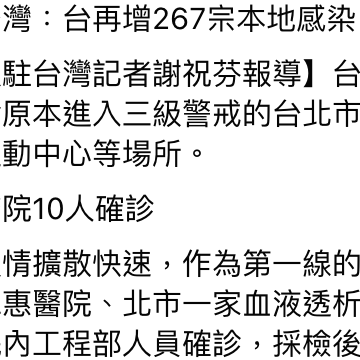 灣：台再增267宗本地感染
駐台灣記者謝祝芬報導】台
原本進入三級警戒的台北市
動中心等場所。
院10人確診
情擴散快速，作為第一線的
惠醫院、北市一家血液透析
內工程部人員確診，採檢後